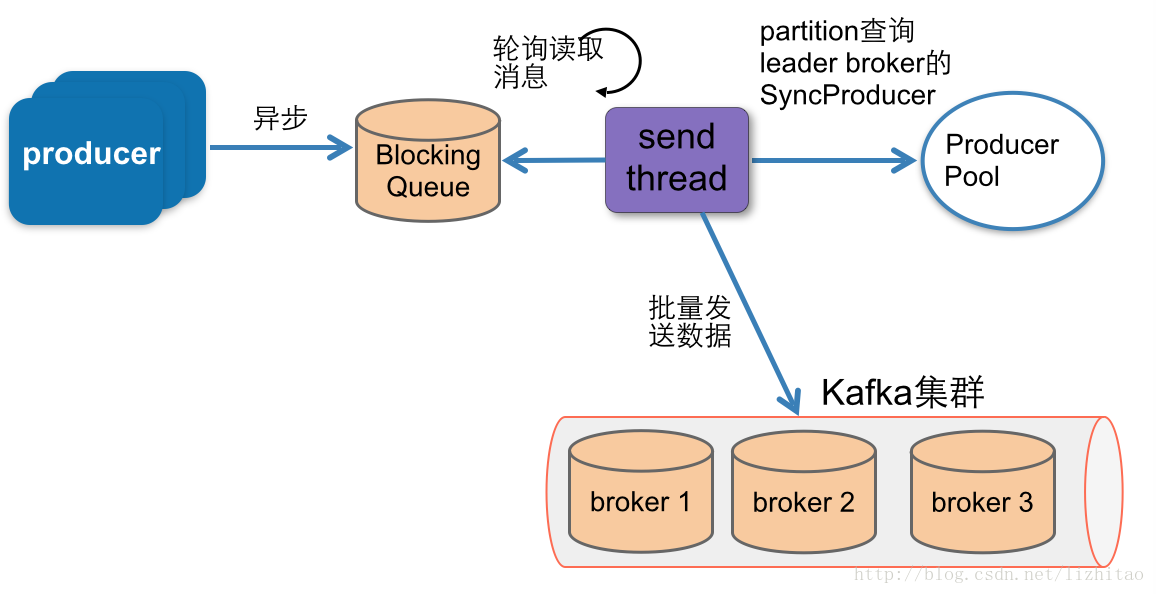 producer
异步
Blocking
Queue
轮询读取
消息
send
thread
partition查询
leader broker的
SyncProducer
Producer
Pool
批量发
送数据
Kafka集群
broker 1
broker 2
broker 3
http://blog.csdn.net/lizhitao